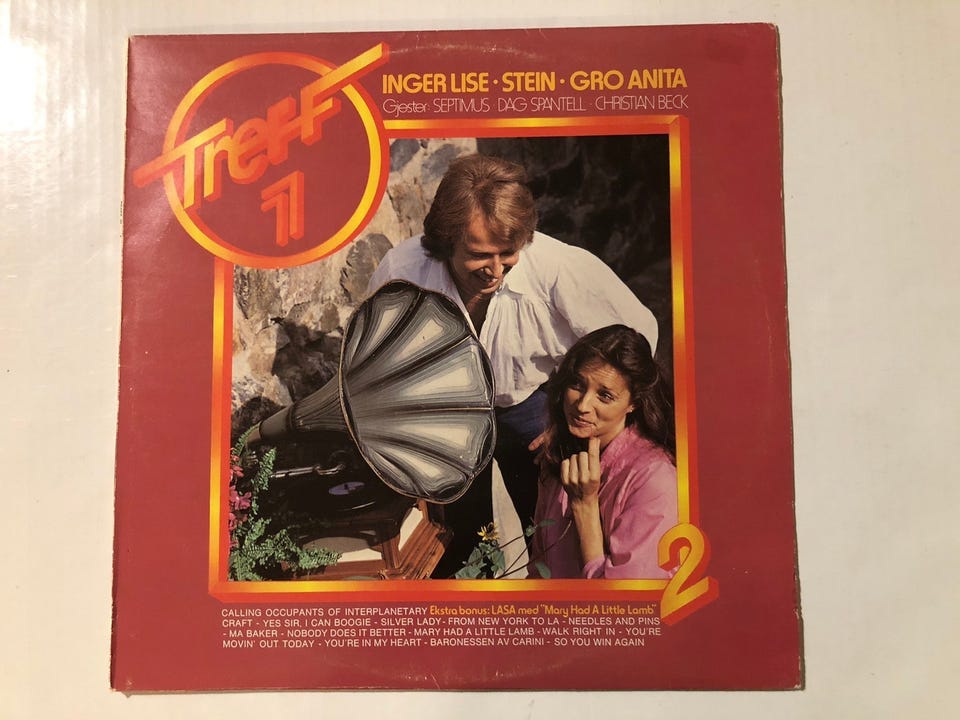 Treff
1
INGER LISE · STEIN · GRO ANITA
Gjester: SEPTIMUS · DAG SPANTELL · CHRISTIAN BECK
2
CALLING OCCUPANTS OF INTERPLANETARY Ekstra bonus: LASA med "Mary Had A Little Lamb"
CRAFT - YES SIR, I CAN BOOGIE - SILVER LADY - FROM NEW YORK TO LA - NEEDLES AND PINS
- MA BAKER - NOBODY DOES IT BETTER - MARY HAD A LITTLE LAMB - WALK RIGHT IN - YOU'RE
MOVIN' OUT TODAY - YOU'RE IN MY HEART - BARONESSEN AV CARINI - SO YOU WIN AGAIN